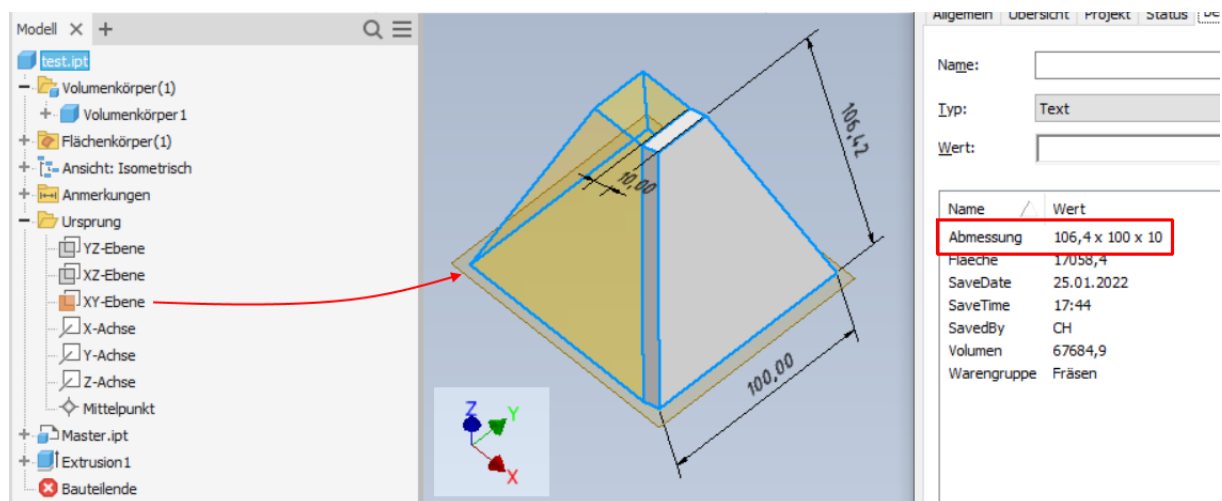 Modell
test.ipt
Volumenkörper(1)
Volumenkörper1
Flächenkörper(1)
Ansicht: Isometrisch
Anmerkungen
Ursprung
YZ-Ebene
XZ-Ebene
XY-Ebene
X-Achse
Y-Achse
Z-Achse
Mittelpunkt
Master.ipt
Extrusion1
Bauteilende
106,42
10,00
100,00
Z
Y
X
Allgemein Übersicht Projekt Status
Name:
Typ: Text
Wert:
Name Wert
Abmessung 106,4 x 100 x 10
Flaeche 17058,4
SaveDate 25.01.2022
SaveTime 17:44
SavedBy CH
Volumen 67684,9
Warengruppe Fräsen